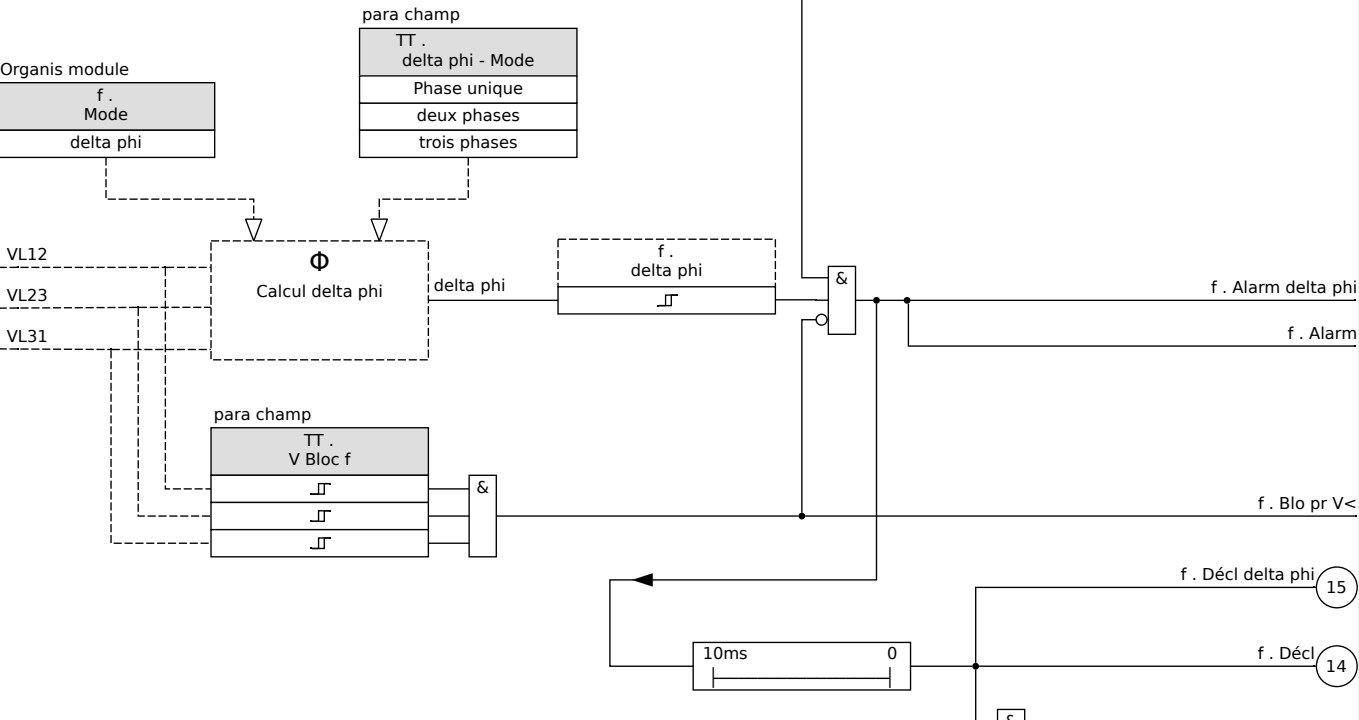 para champ
TT .
delta phi - Mode
Phase unique
deux phases
trois phases
Organis module
f .
Mode
delta phi
VL12
VL23
VL31
Φ
Calcul delta phi
delta phi
f .
delta phi
&
f . Alarm delta phi
f . Alarm
para champ
TT .
V Bloc f
&
f . Blo pr V<
f . Décl delta phi
15
10ms 0
f . Décl
14
&